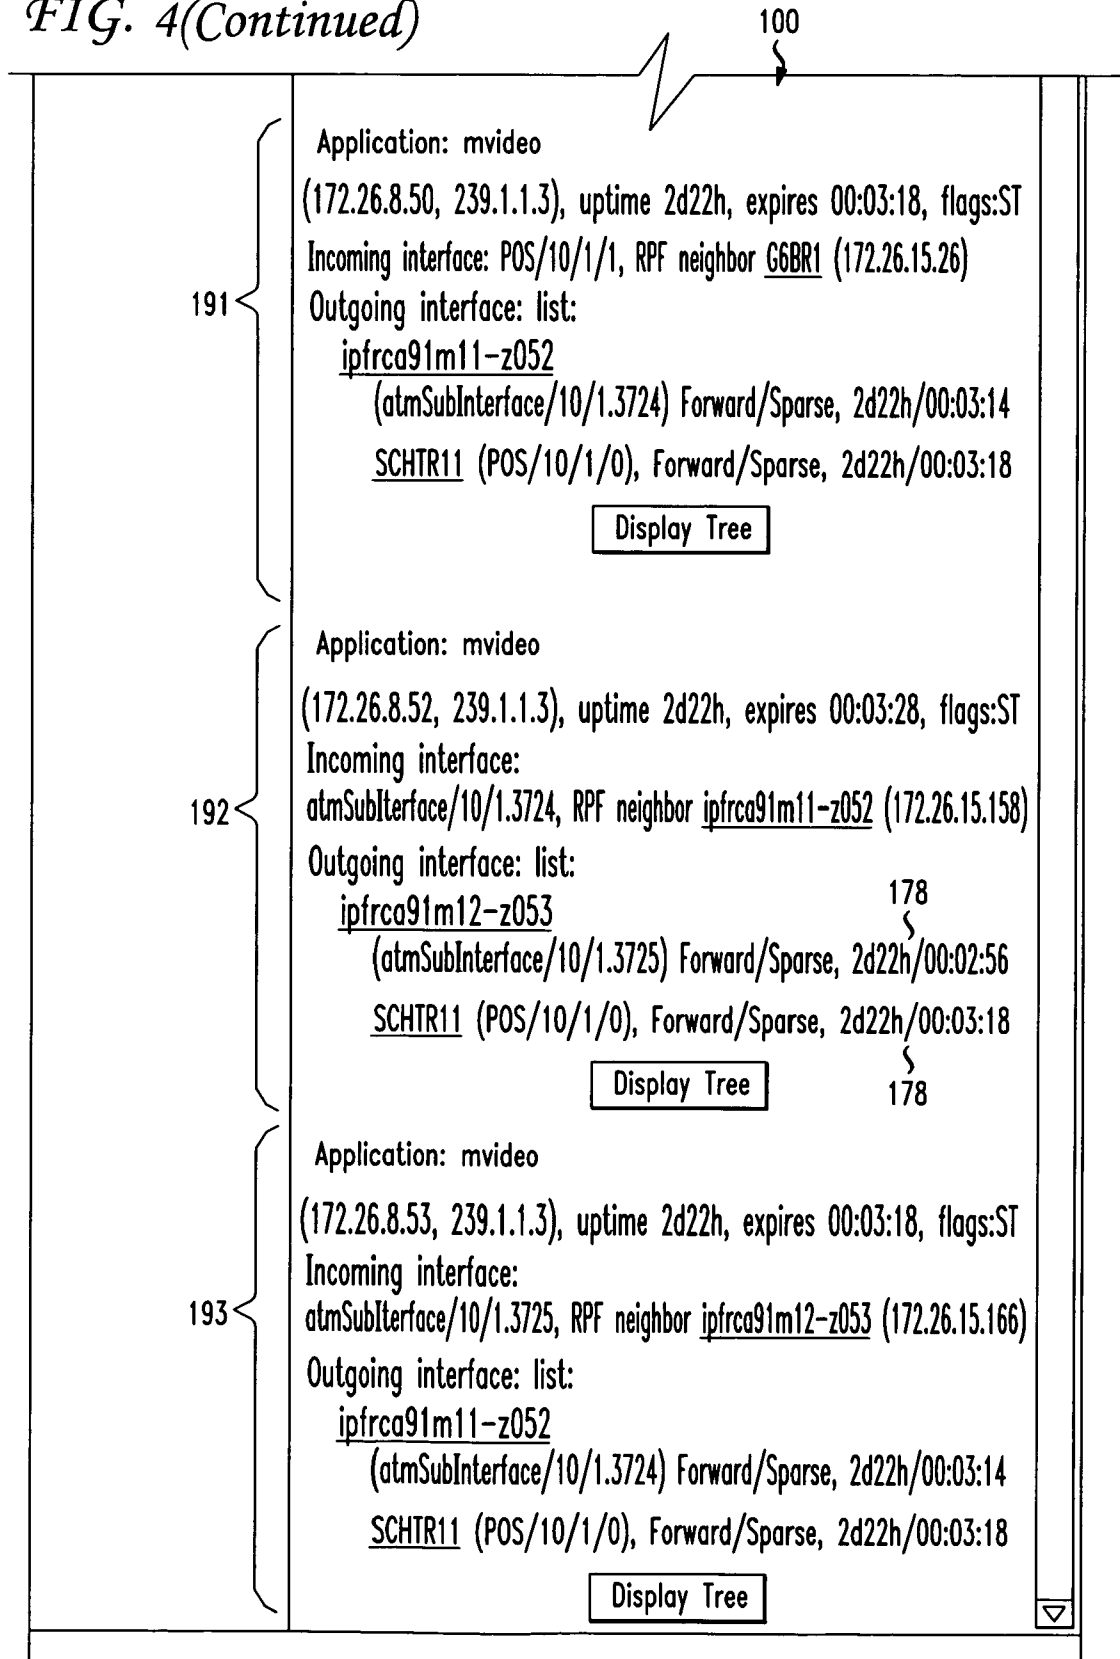 FIG. 4(Continued)
100
Application: mvideo
(172.26.8.50, 239.1.1.3), uptime 2d22h, expires 00:03:18, flags:ST
Incoming interface: POS/10/1/1, RPF neighbor G6BR1 (172.26.15.26)
191
Outgoing interface: list:
ipfrca91m11-z052
(atmSubInterface/10/1.3724) Forward/Sparse, 2d22h/00:03:14
SCHTR11 (POS/10/1/0), Forward/Sparse, 2d22h/00:03:18
Display Tree
Application: mvideo
(172.26.8.52, 239.1.1.3), uptime 2d22h, expires 00:03:28, flags:ST
Incoming interface:
192
atmSubIterface/10/1.3724, RPF neighbor ipfrca91m11-z052 (172.26.15.158)
Outgoing interface: list:
178
ipfrca91m12-z053
(atmSubInterface/10/1.3725) Forward/Sparse, 2d22h/00:02:56
SCHTR11 (POS/10/1/0), Forward/Sparse, 2d22h/00:03:18
Display Tree
178
Application: mvideo
(172.26.8.53, 239.1.1.3), uptime 2d22h, expires 00:03:18, flags:ST
Incoming interface:
193
atmSubIterface/10/1.3725, RPF neighbor ipfrca91m12-z053 (172.26.15.166)
Outgoing interface: list:
ipfrca91m11-z052
(atmSubInterface/10/1.3724) Forward/Sparse, 2d22h/00:03:14
SCHTR11 (POS/10/1/0), Forward/Sparse, 2d22h/00:03:18
Display Tree